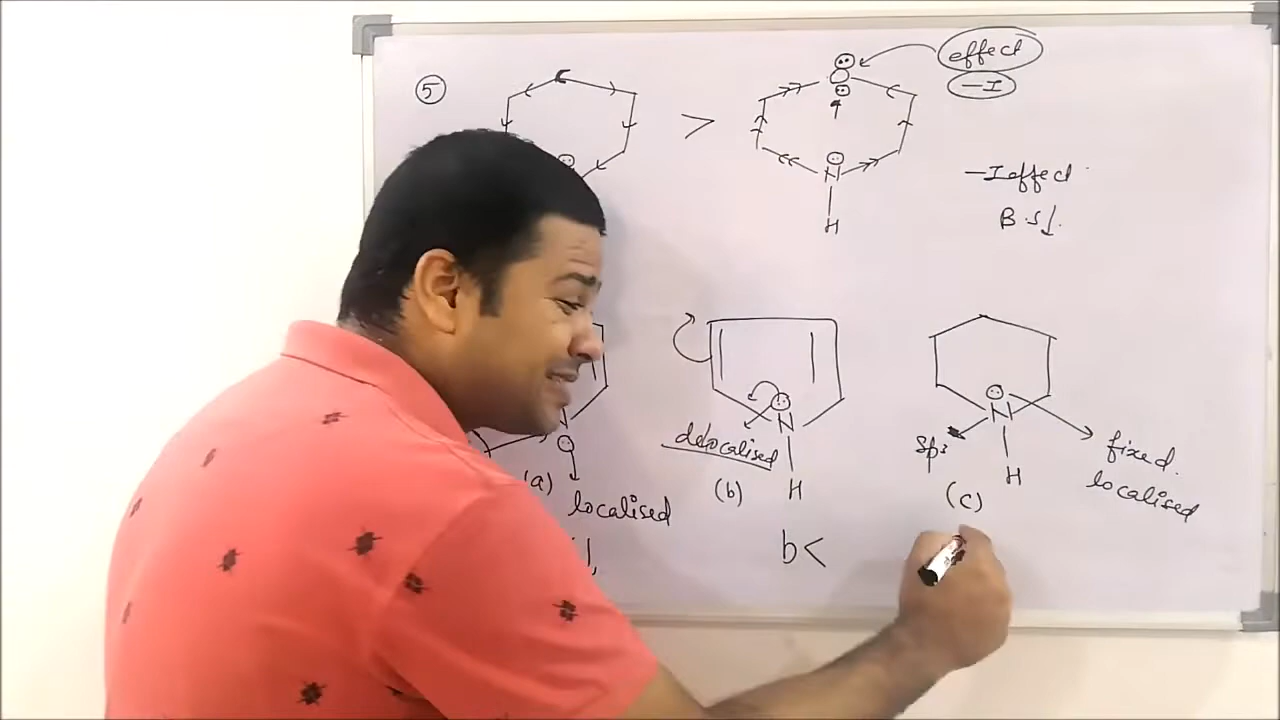 5
>
effect
-I
N
H
-I effect
B.S↓.
N
H
delocalised
(b)
N
H
sp³
fixed.
localised
(c)
(a)
localised
b<